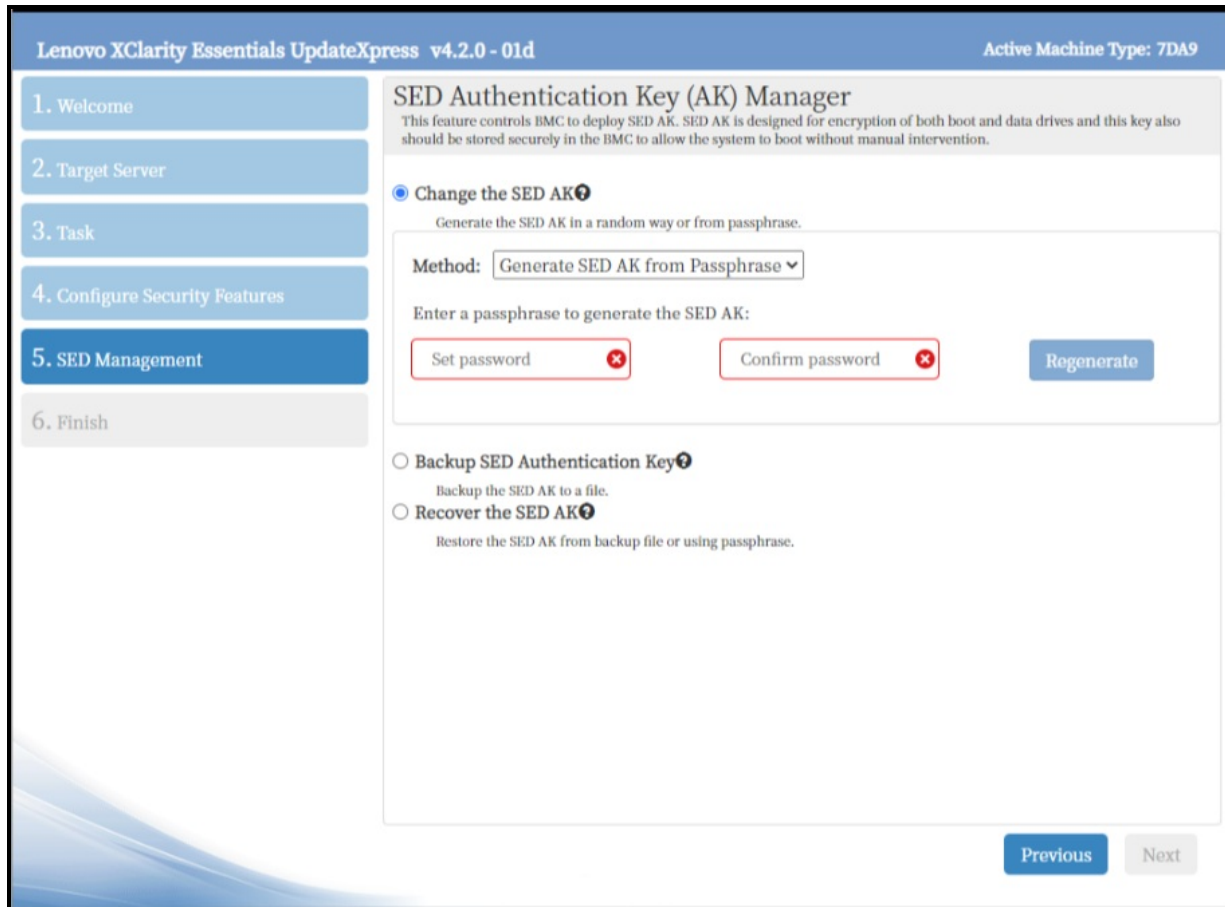 Lenovo XClarity Essentials UpdateXpress v4.2.0 - 01d
Active Machine Type: 7DA9
1. Welcome
2. Target Server
3. Task
4. Configure Security Features
5. SED Management
6. Finish
SED Authentication Key (AK) Manager
This feature controls BMC to deploy SED AK. SED AK is designed for encryption of both boot and data drives and this key also
should be stored securely in the BMC to allow the system to boot without manual intervention.
Change the SED AK
Generate the SED AK in a random way or from passphrase.
Method: Generate SED AK from Passphrase
Enter a passphrase to generate the SED AK:
Set password
Confirm password
Regenerate
Backup SED Authentication Key
Backup the SED AK to a file.
Recover the SED AK
Restore the SED AK from backup file or using passphrase.
Previous
Next